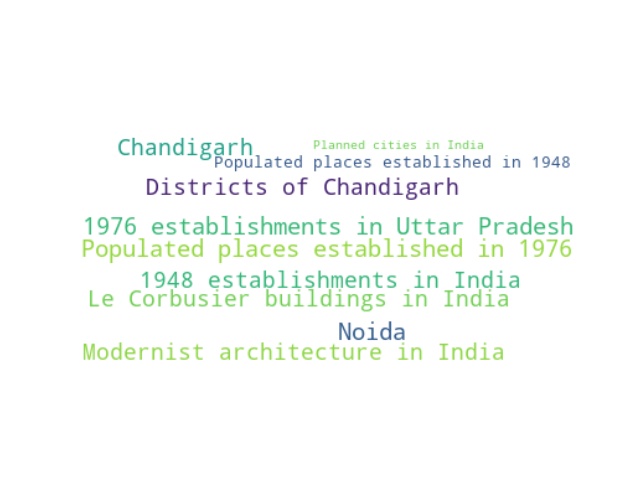 Chandigarh
Planned cities in India
Populated places established in 1948
Districts of Chandigarh
1976 establishments in Uttar Pradesh
Populated places established in 1976
1948 establishments in India
Le Corbusier buildings in India
Noida
Modernist architecture in India